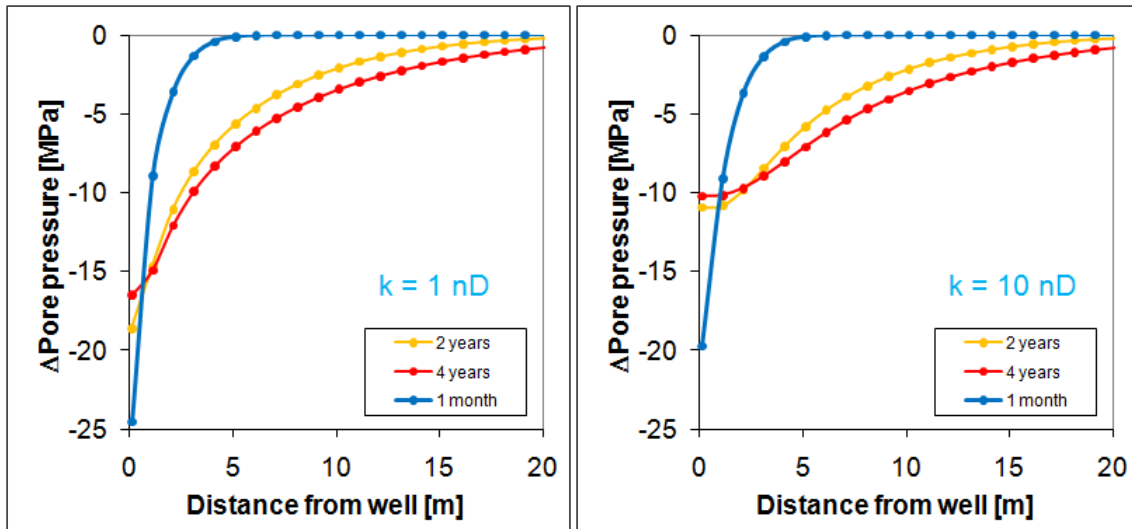 0
-5
-10
-15
-20
-25
ΔPore pressure [MPa]
k = 1 nD
2 years
4 years
1 month
0 5 10 15 20
Distance from well [m]
0
-5
-10
-15
-20
-25
ΔPore pressure [MPa]
k = 10 nD
2 years
4 years
1 month
0 5 10 15 20
Distance from well [m]